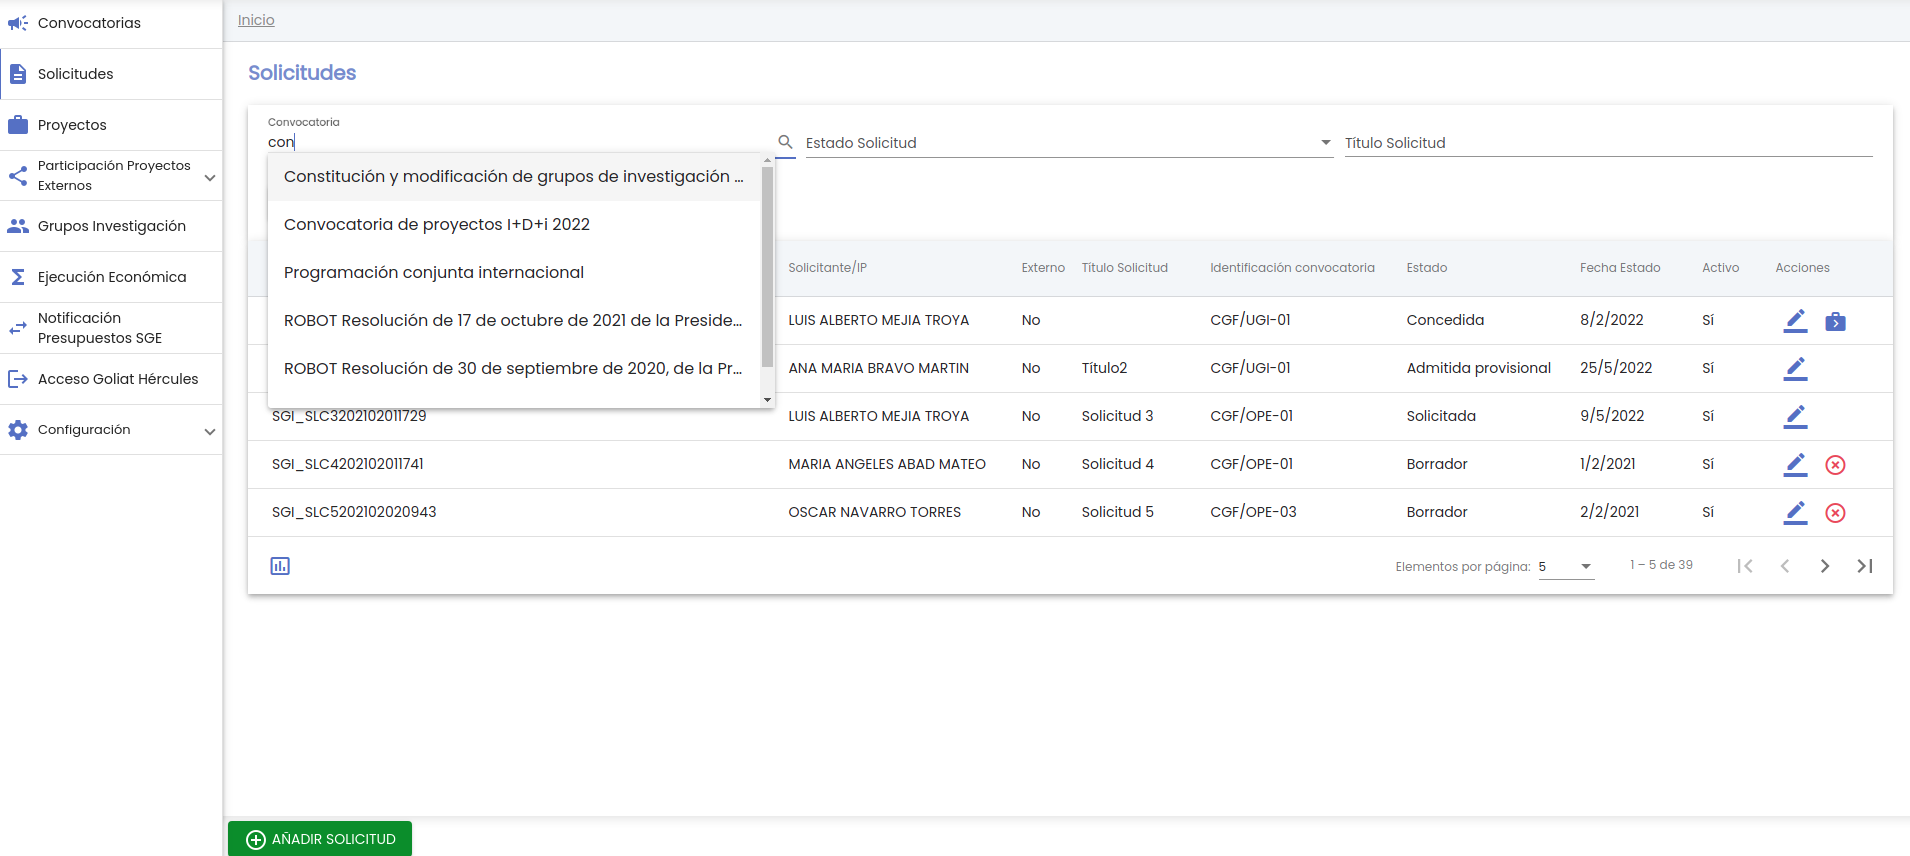 Convocatorias
Solicitudes
Proyectos
Participación Proyectos
Externos
Grupos Investigación
Ejecución Económica
Notificación
Presupuestos SGE
Acceso Goliat Hércules
Configuración
Inicio
Solicitudes
Convocatoria
con
Estado Solicitud
Título Solicitud
Constitución y modificación de grupos de investigación ...
Convocatoria de proyectos I+D+i 2022
Programación conjunta internacional
ROBOT Resolución de 17 de octubre de 2021 de la Preside...
ROBOT Resolución de 30 de septiembre de 2020, de la Pr...
Solicitante/IP Externo Título Solicitud Identificación convocatoria Estado Fecha Estado Activo Acciones
LUIS ALBERTO MEJIA TROYA No CGF/UGI-01 Concedida 8/2/2022 Sí
ANA MARIA BRAVO MARTIN No Título2 CGF/UGI-01 Admitida provisional 25/5/2022 Sí
SGI_SLC3202102011729 LUIS ALBERTO MEJIA TROYA No Solicitud 3 CGF/OPE-01 Solicitada 9/5/2022 Sí
SGI_SLC4202102011741 MARIA ANGELES ABAD MATEO No Solicitud 4 CGF/OPE-01 Borrador 1/2/2021 Sí
SGI_SLC5202102020943 OSCAR NAVARRO TORRES No Solicitud 5 CGF/OPE-03 Borrador 2/2/2021 Sí
Elementos por página: 5 1 – 5 de 39
AÑADIR SOLICITUD